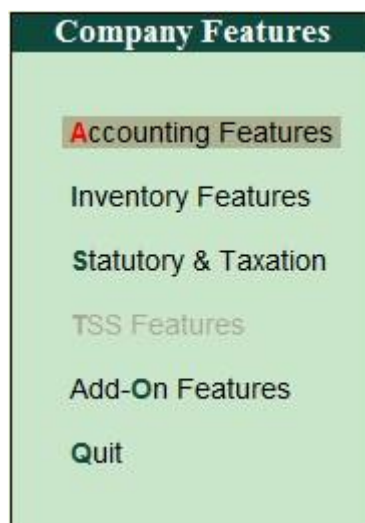 Company Features
Accounting Features
Inventory Features
Statutory & Taxation
TSS Features
Add-On Features
Quit